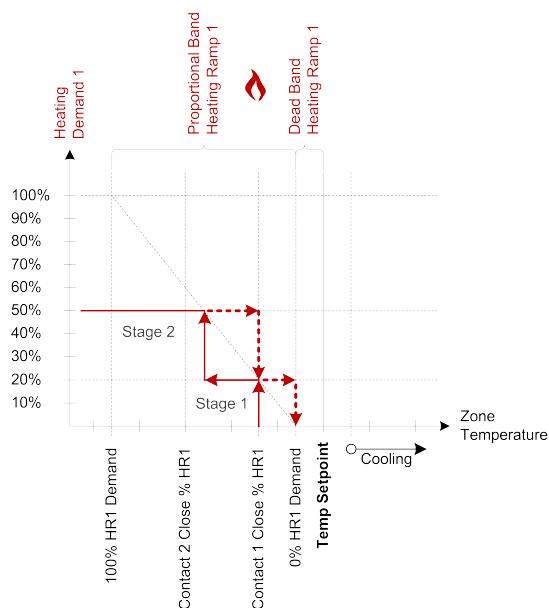 Heating
Demand 1
Proportional Band
Heating Ramp 1
Dead Band
Heating Ramp 1
100%
90%
80%
70%
60%
50%
40%
30%
20%
10%
Stage 2
Stage 1
Zone
Temperature
Cooling
100% HR1 Demand
Contact 2 Close % HR1
Contact 1 Close % HR1
0% HR1 Demand
Temp Setpoint